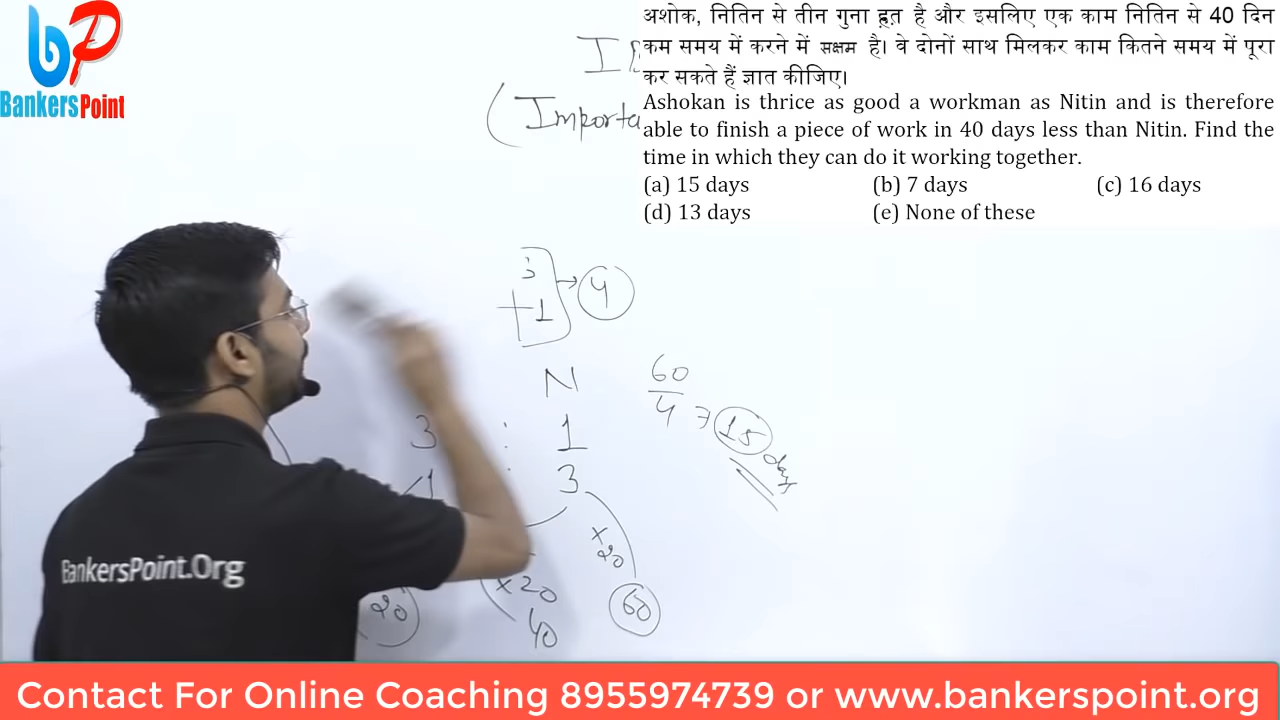 bp
BankersPoint
अशोक, नितिन से तीन गुना द्रुत है और इसलिए एक काम नितिन से 40 दिन
कम समय में करने में सक्षम है। वे दोनों साथ मिलकर काम कितने समय में पूरा
कर सकते हैं ज्ञात कीजिए।
Ashokan is thrice as good a workman as Nitin and is therefore
able to finish a piece of work in 40 days less than Nitin. Find the
time in which they can do it working together.
(a) 15 days (b) 7 days (c) 16 days
(d) 13 days (e) None of these
(Importa
3
+1
4
N
60
4
15 days
3 : 1
1 : 3
×20
×20
20
40
60
BankersPoint.Org
Contact For Online Coaching 8955974739 or www.bankerspoint.org